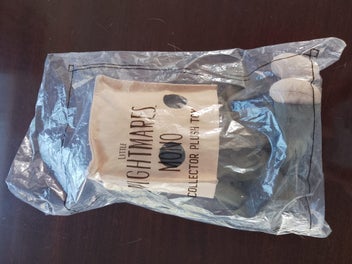 LITTLE
NIGHTMARES
MONO
COLLECTOR PLUSH TOY